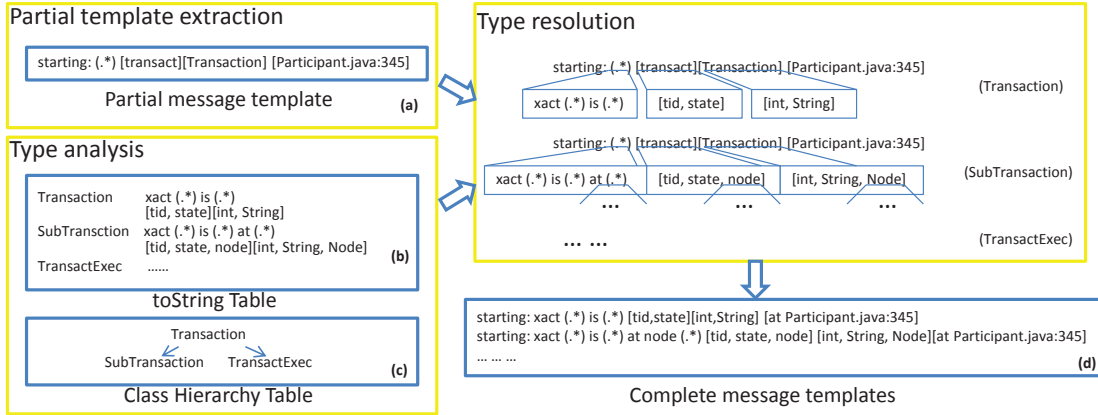 Partial template extraction
starting: (.*) [transact][Transaction] [Participant.java:345]
Partial message template
(a)
Type analysis
Transaction xact (.*) is (.*)
[tid, state][int, String]
SubTransction xact (.*) is (.*) at (.*)
[tid, state, node][int, String, Node]
TransactExec ......
(b)
toString Table
Transaction
SubTransaction TransactExec
(c)
Class Hierarchy Table
Type resolution
starting: (.*) [transact][Transaction] [Participant.java:345]
(Transaction)
xact (.*) is (.*) [tid, state] [int, String]
starting: (.*) [transact][Transaction] [Participant.java:345]
(SubTransaction)
xact (.*) is (.*) at (.*) [tid, state, node] [int, String, Node]
... ... ...
... ... (TransactExec)
starting: xact (.*) is (.*) [tid,state][int,String] [at Participant.java:345]
starting: xact (.*) is (.*) at node (.*) [tid, state, node] [int, String, Node][at Participant.java:345]
... ... ...
(d)
Complete message templates